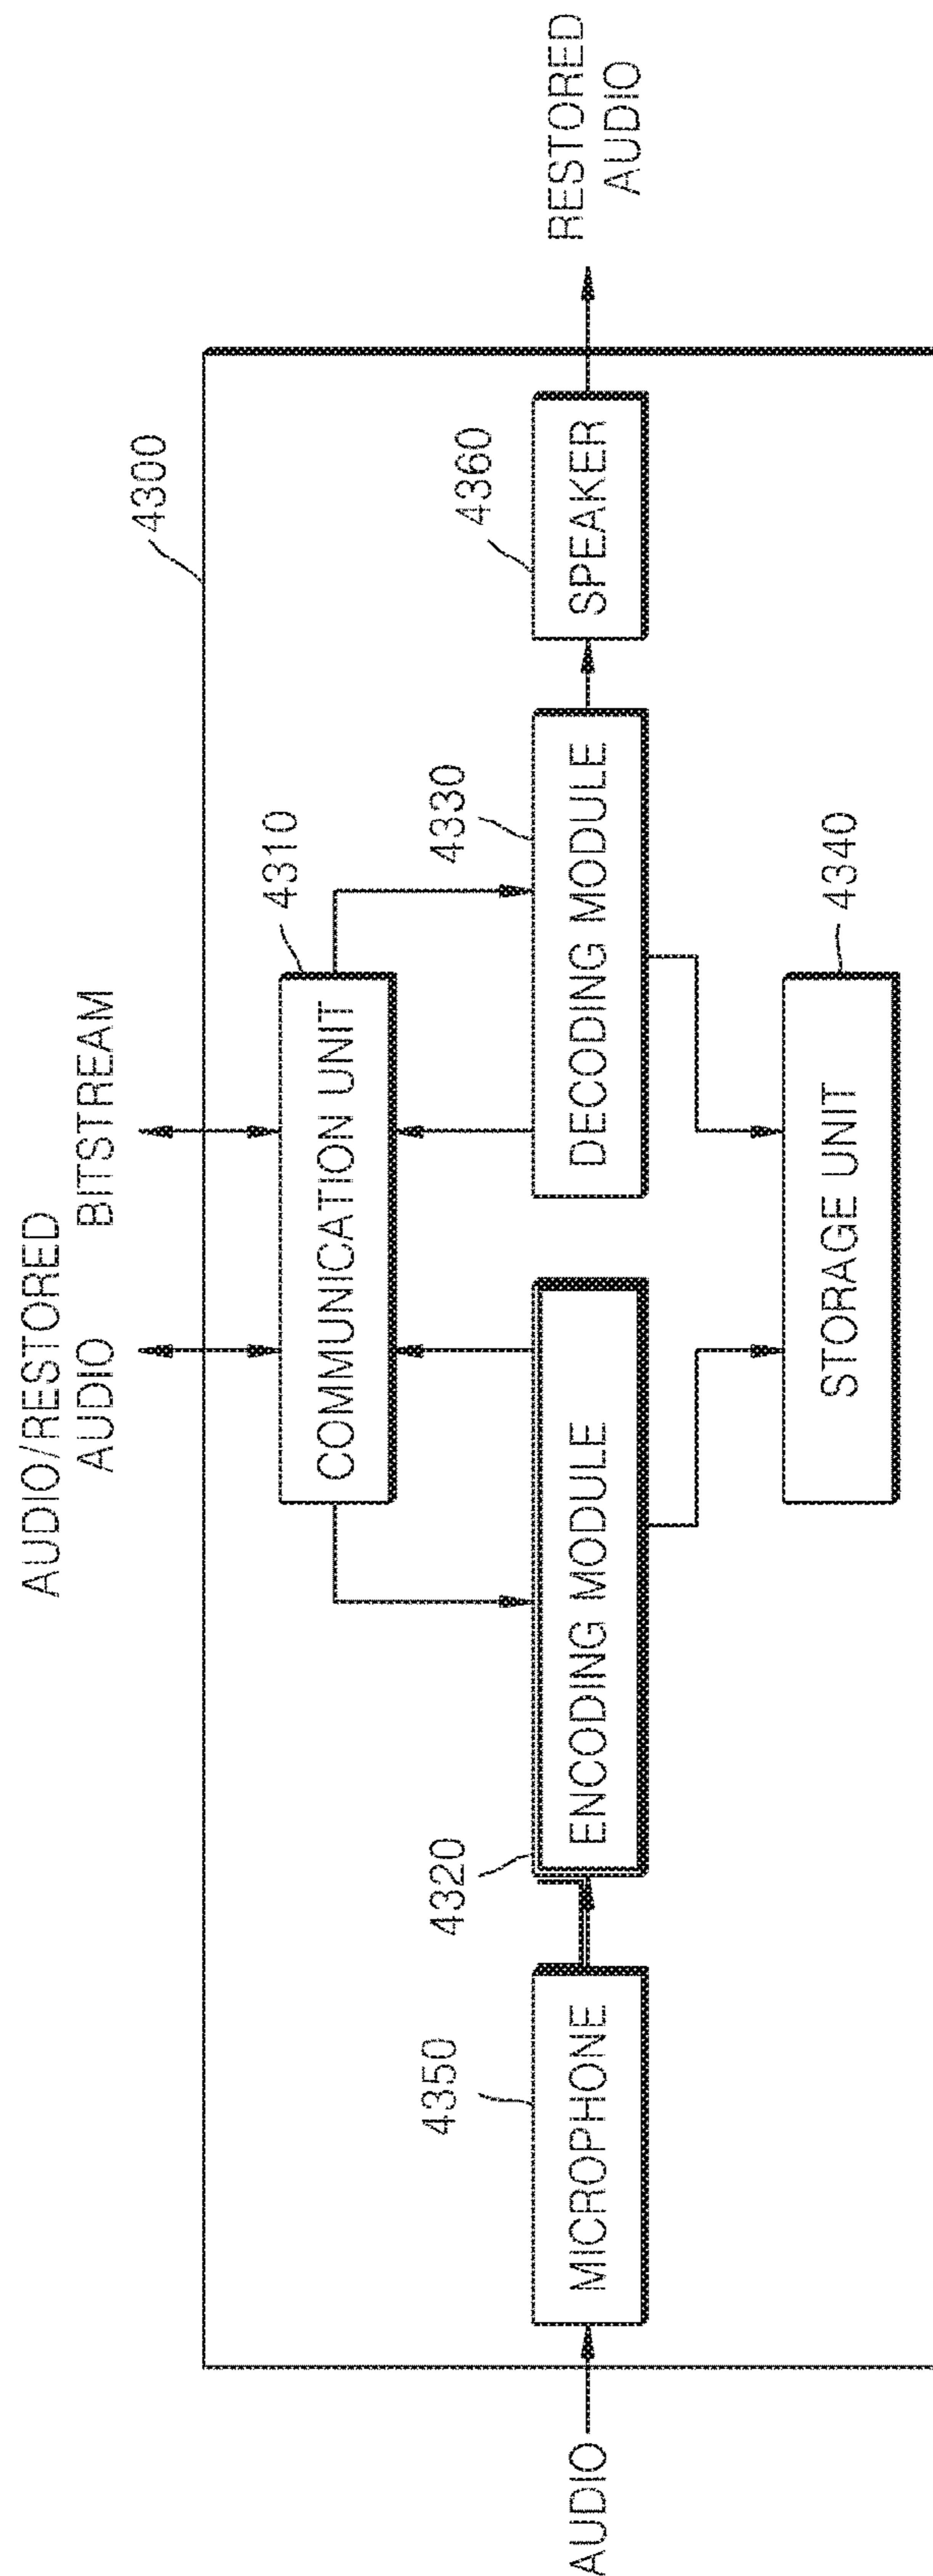 AUDIO/RESTORED
AUDIO
BITSTREAM
4300
4310
COMMUNICATION UNIT
4350
4320
4330
4360
AUDIO
MICROPHONE
ENCODING MODULE
DECODING MODULE
SPEAKER
RESTORED
AUDIO
STORAGE UNIT
4340